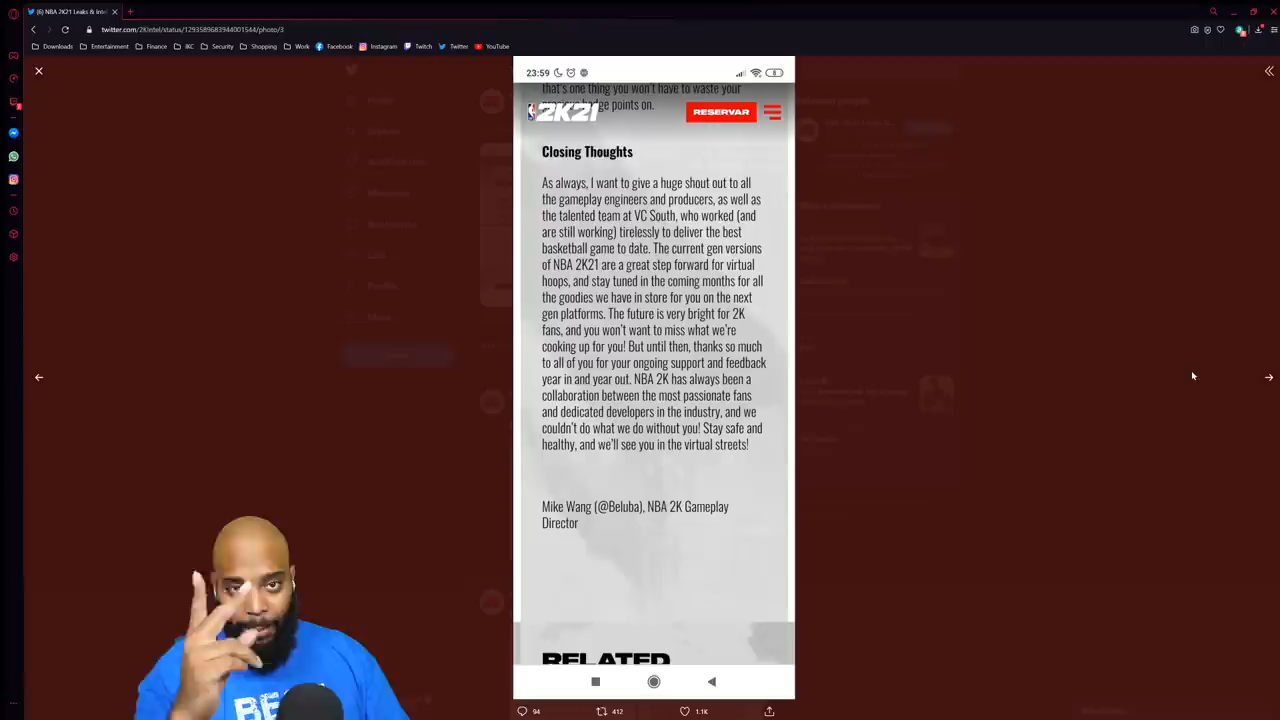 (6) NBA 2K21 Leaks & Inte
twitter.com/2KIntel/status/1293589683944001544/photo/3
Downloads
Entertainment
Finance
IKC
Security
Shopping
Work
Facebook
Instagram
Twitch
Twitter
YouTube
23:59
that's one thing you won't have to waste your
badge points on.
2K21
RESERVAR
Closing Thoughts
As always, I want to give a huge shout out to all
the gameplay engineers and producers, as well as
the talented team at VC South, who worked (and
are still working) tirelessly to deliver the best
basketball game to date. The current gen versions
of NBA 2K21 are a great step forward for virtual
hoops, and stay tuned in the coming months for all
the goodies we have in store for you on the next
gen platforms. The future is very bright for 2K
fans, and you won't want to miss what we're
cooking up for you! But until then, thanks so much
to all of you for your ongoing support and feedback
year in and year out. NBA 2K has always been a
collaboration between the most passionate fans
and dedicated developers in the industry, and we
couldn't do what we do without you! Stay safe and
healthy, and we'll see you in the virtual streets!
Mike Wang (@Beluba), NBA 2K Gameplay
Director
RELATED
94
412
1.1K